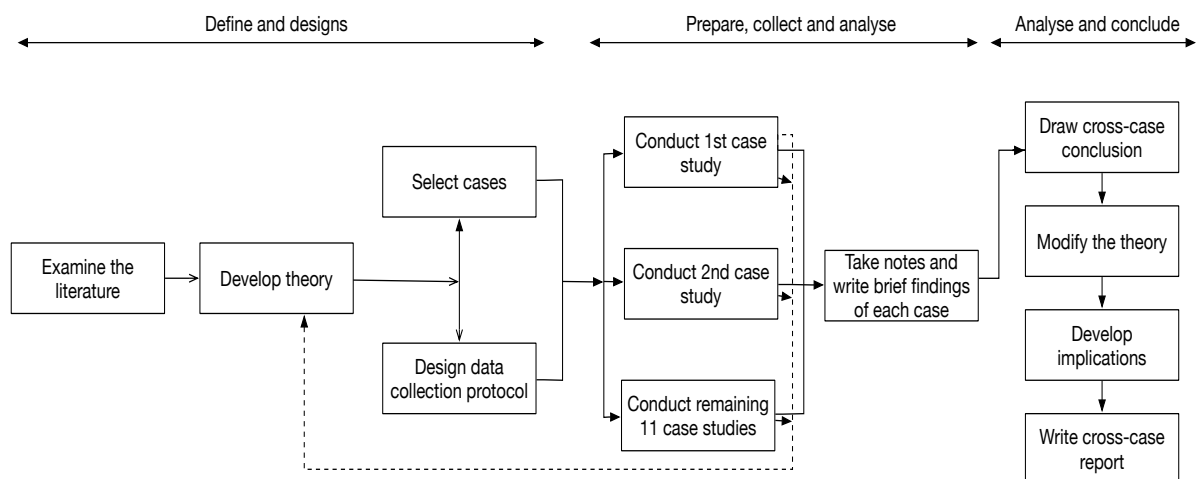 Define and designs
Prepare, collect and analyse
Analyse and conclude
Examine the
literature
Develop theory
Select cases
Design data
collection protocol
Conduct 1st case
study
Conduct 2nd case
study
Conduct remaining
11 case studies
Take notes and
write brief findings
of each case
Draw cross-case
conclusion
Modify the theory
Develop
implications
Write cross-case
report